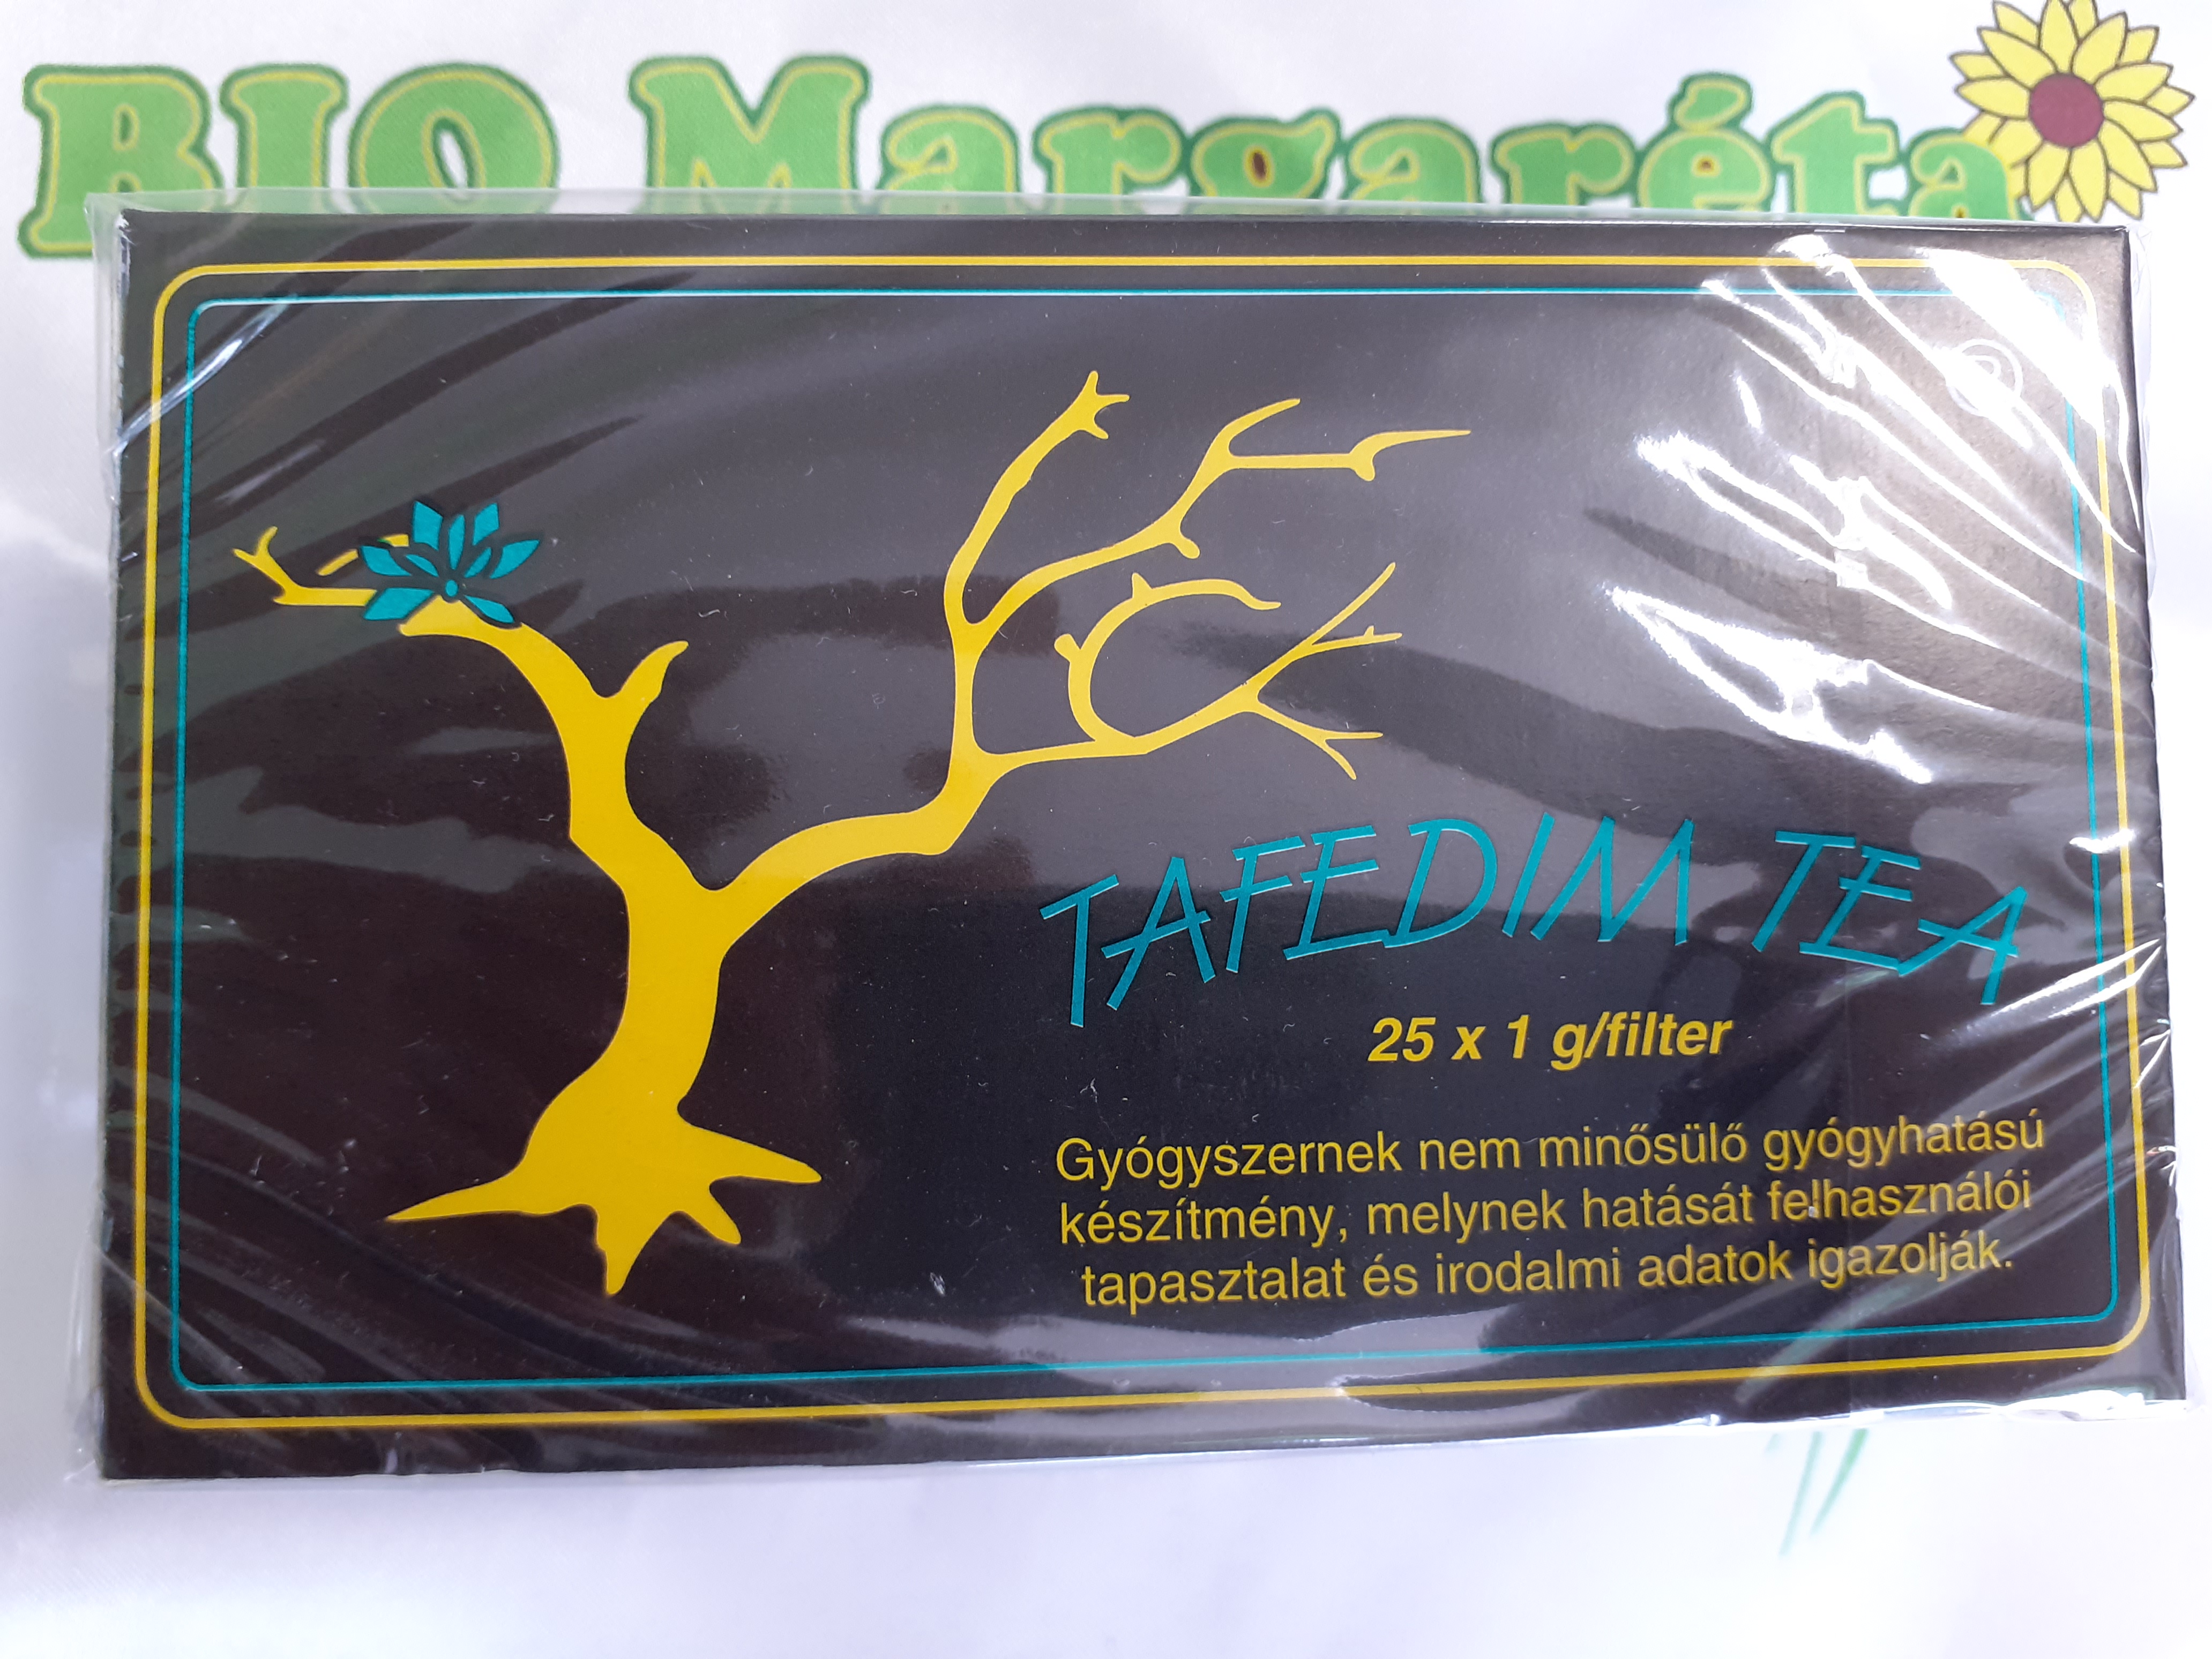 BIO Margaréta
TAFEDIM TEA
25 x 1 g/filter
Gyógyszernek nem minősülő gyógyhatású
készítmény, melynek hatását felhasználói
tapasztalat és irodalmi adatok igazolják.